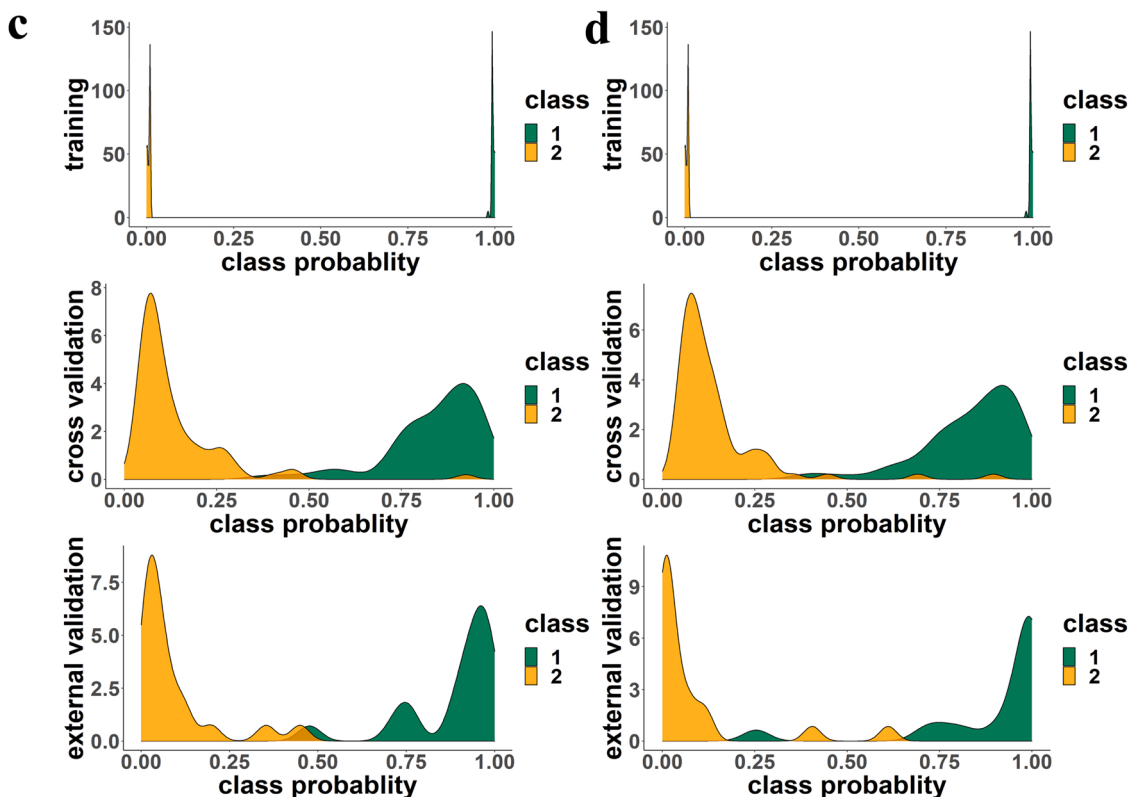 c
training
150
100
50
0
0.00 0.25 0.50 0.75 1.00
class probablity
class
1
2
cross validation
8
6
4
2
0
0.00 0.25 0.50 0.75 1.00
class probablity
class
1
2
external validation
7.5
5.0
2.5
0.0
0.00 0.25 0.50 0.75 1.00
class probablity
class
1
2
d
training
150
100
50
0
0.00 0.25 0.50 0.75 1.00
class probablity
class
1
2
cross validation
6
4
2
0
0.00 0.25 0.50 0.75 1.00
class probablity
class
1
2
external validation
9
6
3
0
0.00 0.25 0.50 0.75 1.00
class probablity
class
1
2